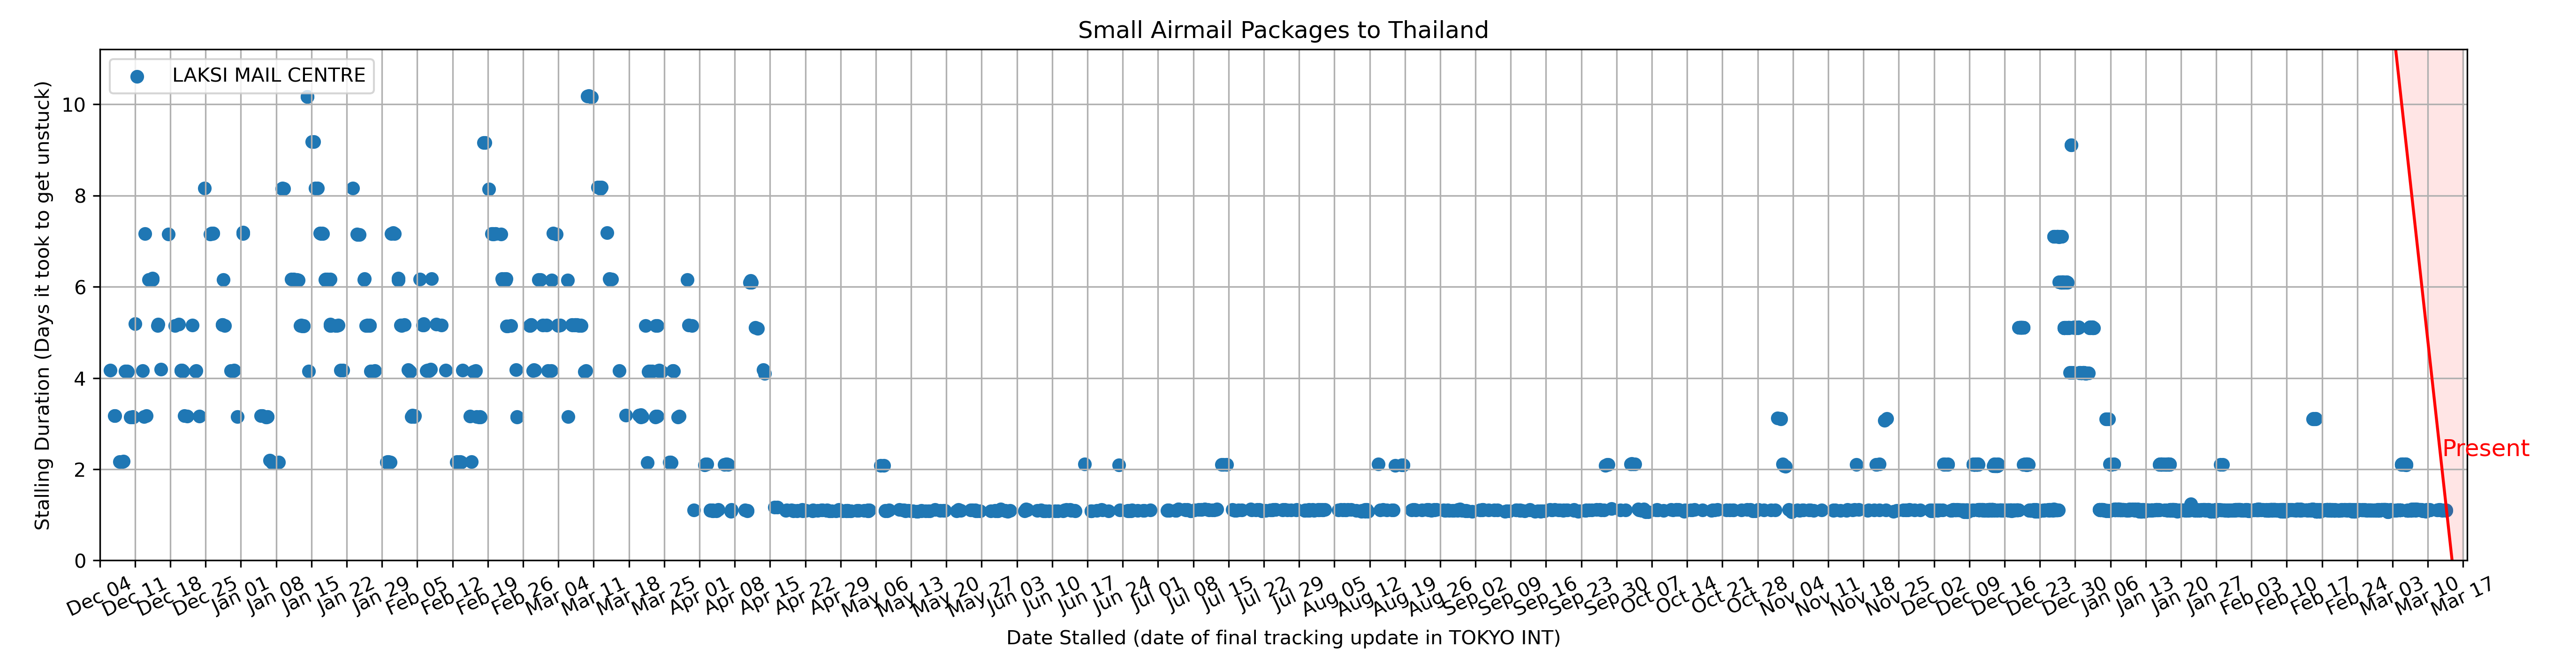 Small Airmail Packages to Thailand
LAKSI MAIL CENTRE
Stalling Duration (Days it took to get unstuck)
10
8
6
4
2
0
Present
Dec 04
Dec 11
Dec 18
Dec 25
Jan 01
Jan 08
Jan 15
Jan 22
Jan 29
Feb 05
Feb 12
Feb 19
Feb 26
Mar 04
Mar 11
Mar 18
Mar 25
Apr 01
Apr 08
Apr 15
Apr 22
Apr 29
May 06
May 13
May 20
May 27
Jun 03
Jun 10
Jun 17
Jun 24
Jul 01
Jul 08
Jul 15
Jul 22
Jul 29
Aug 05
Aug 12
Aug 19
Aug 26
Sep 02
Sep 09
Sep 16
Sep 23
Sep 30
Oct 07
Oct 14
Oct 21
Oct 28
Nov 04
Nov 11
Nov 18
Nov 25
Dec 02
Dec 09
Dec 16
Dec 23
Dec 30
Jan 06
Jan 13
Jan 20
Jan 27
Feb 03
Feb 10
Feb 17
Feb 24
Mar 03
Mar 10
Mar 17
Date Stalled (date of final tracking update in TOKYO INT)